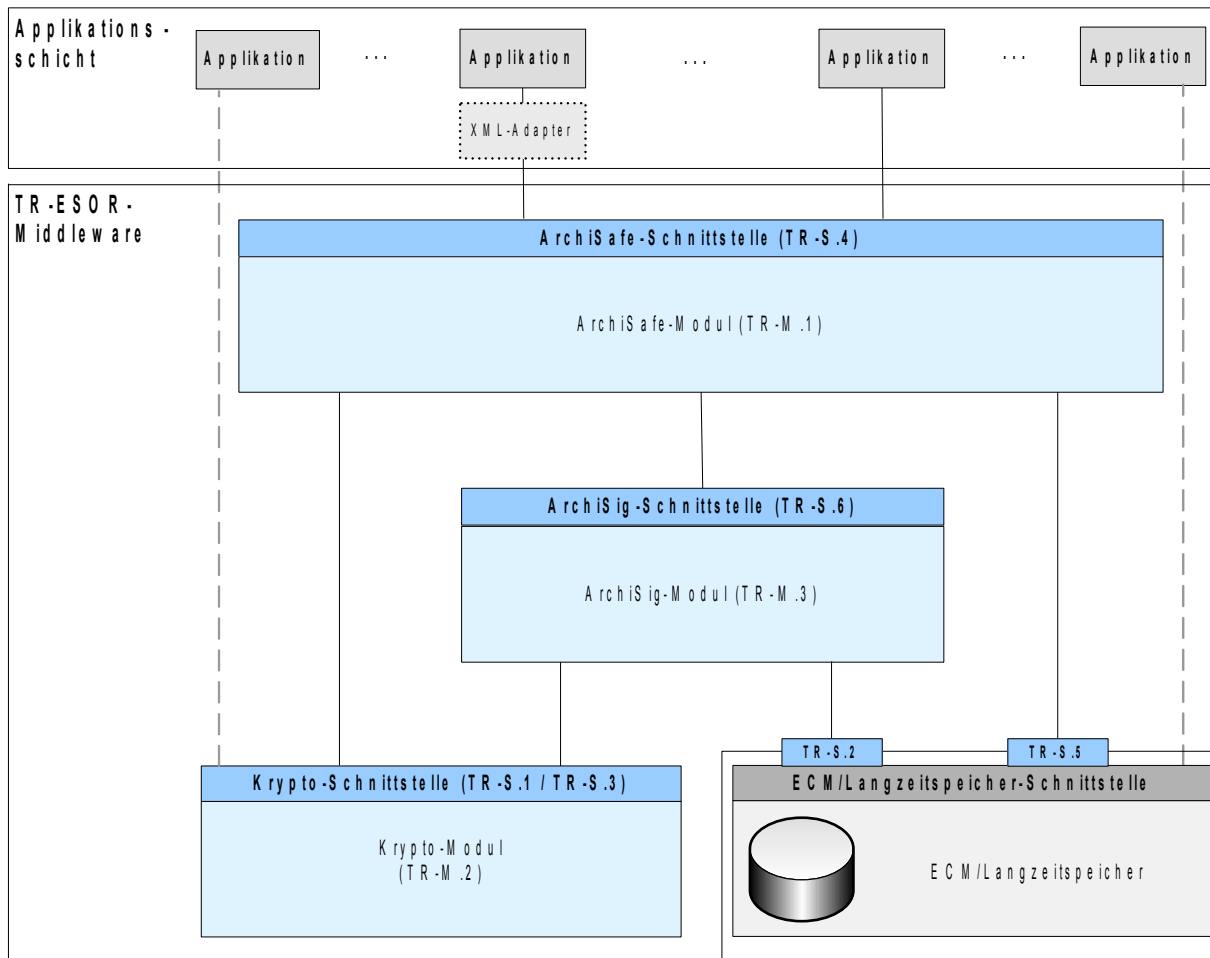 Applikations-
schicht
Applikation
...
Applikation
...
Applikation
...
Applikation
XML-Adapter
TR-ESOR-
Middleware
ArchiSafe-Schnittstelle (TR-S.4)
ArchiSafe-Modul (TR-M.1)
ArchiSig-Schnittstelle (TR-S.6)
ArchiSig-Modul (TR-M.3)
TR-S.2
TR-S.5
Krypto-Schnittstelle (TR-S.1 / TR-S.3)
ECM/Langzeitspeicher-Schnittstelle
Krypto-Modul
(TR-M.2)
ECM/Langzeitspeicher